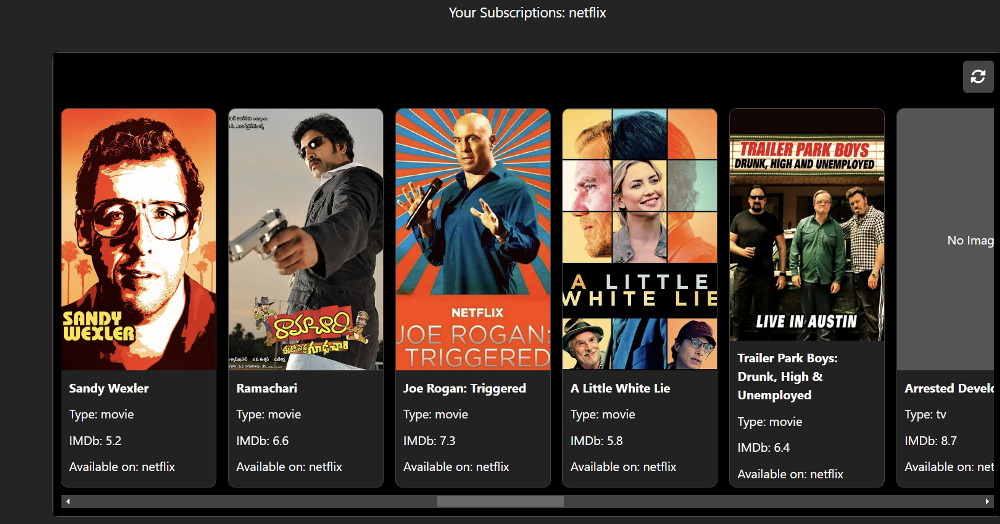 Your Subscriptions: netflix
SANDY
WEXLER
రామాచారి
NETFLIX
JOE ROGAN:
TRIGGERED
A LITTLE
WHITE LIE
TRAILER PARK BOYS
DRUNK, HIGH AND UNEMPLOYED
LIVE IN AUSTIN
No Imag
Sandy Wexler
Type: movie
IMDb: 5.2
Available on: netflix
Ramachari
Type: movie
IMDb: 6.6
Available on: netflix
Joe Rogan: Triggered
Type: movie
IMDb: 7.3
Available on: netflix
A Little White Lie
Type: movie
IMDb: 5.8
Available on: netflix
Trailer Park Boys:
Drunk, High &
Unemployed
Type: movie
IMDb: 6.4
Available on: netflix
Arrested Develo
Type: tv
IMDb: 8.7
Available on: net